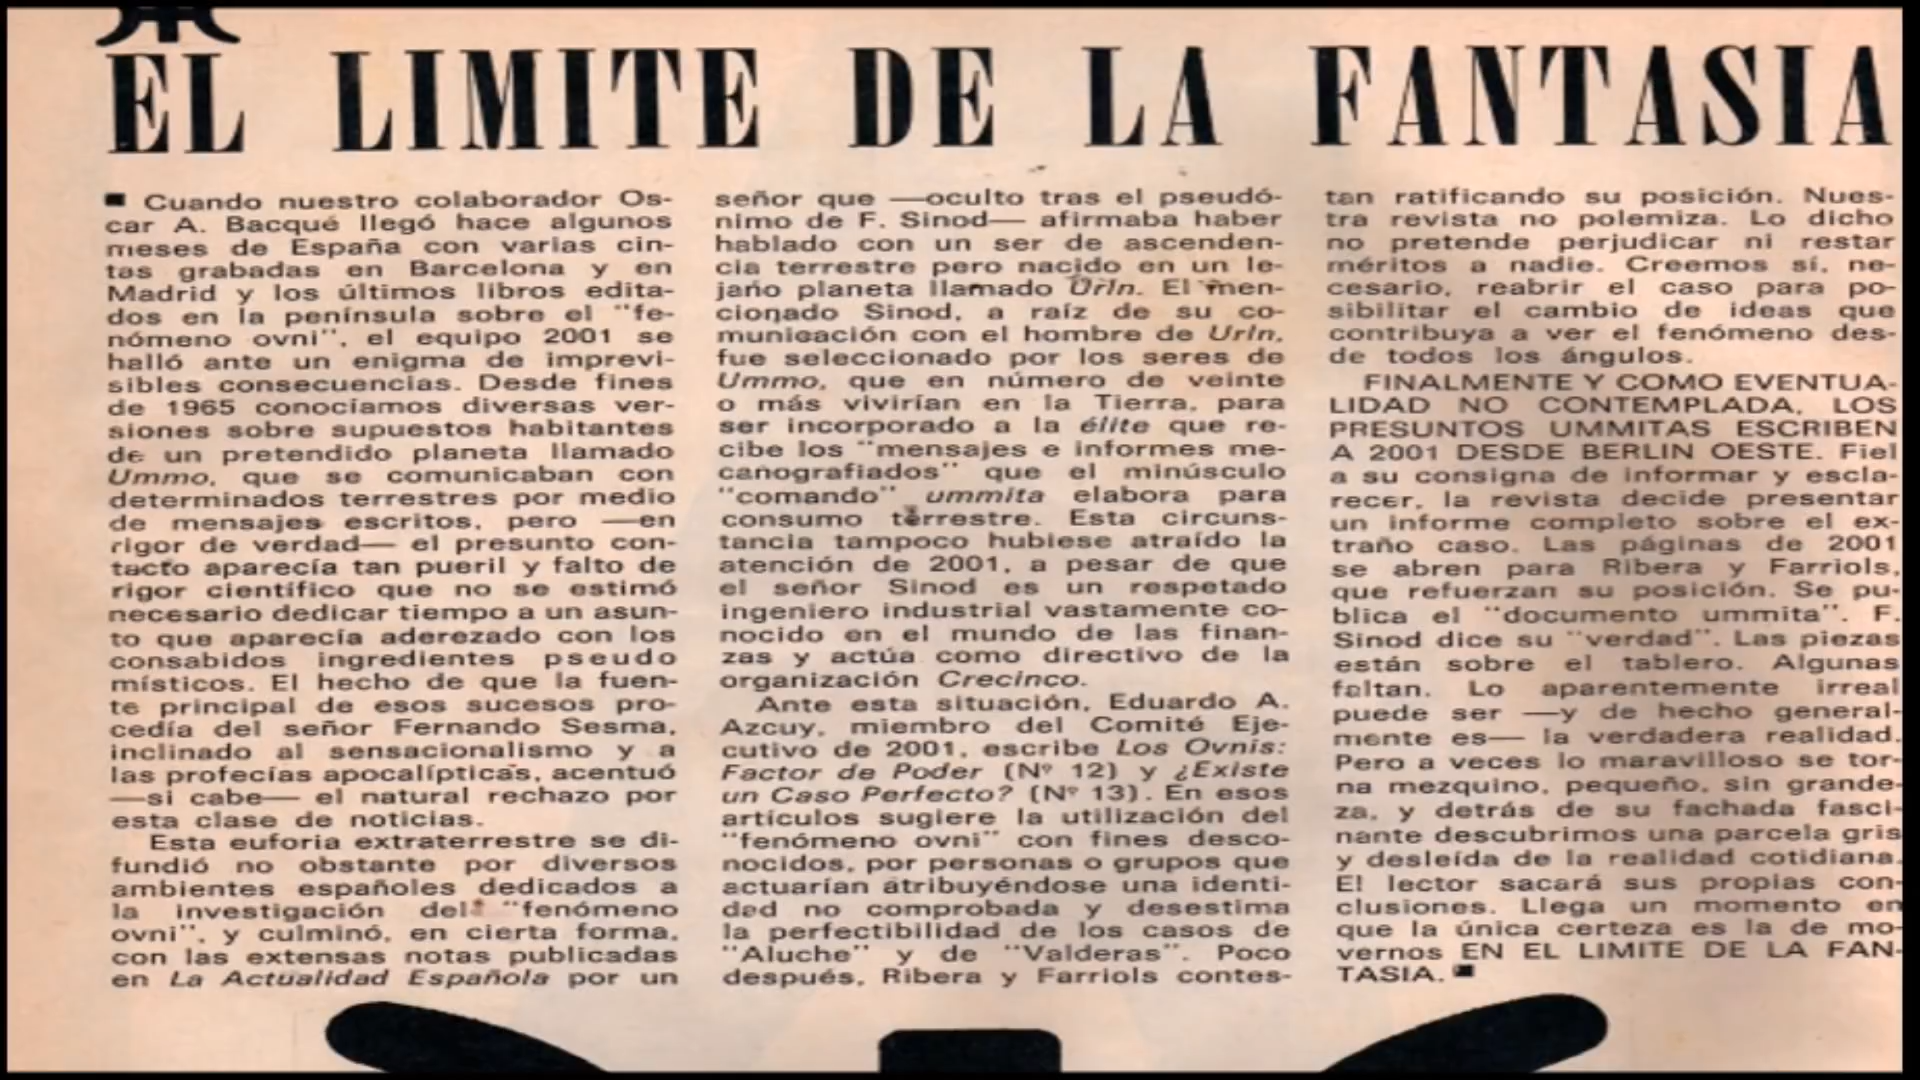 EL LIMITE DE LA FANTASIA
■ Cuando nuestro colaborador Os-
car A. Bacqué llegó hace algunos
meses de España con varias cin-
tas grabadas en Barcelona y en
Madrid y los últimos libros edita-
dos en la península sobre el "fe-
nómeno ovni", el equipo 2001 se
halló ante un enigma de imprevi-
sibles consecuencias. Desde fines
de 1965 conocíamos diversas ver-
siones sobre supuestos habitantes
de un pretendido planeta llamado
Ummo, que se comunicaban con
determinados terrestres por medio
de mensajes escritos, pero —en
rigor de verdad— el presunto con-
tacto aparecía tan pueril y falto de
rigor científico que no se estimó
necesario dedicar tiempo a un asun-
to que aparecía aderezado con los
consabidos ingredientes pseudo
místicos. El hecho de que la fuen-
te principal de esos sucesos pro-
cedía del señor Fernando Sesma,
inclinado al sensacionalismo y a
las profecías apocalípticas, acentuó
—si cabe— el natural rechazo por
esta clase de noticias.
Esta euforia extraterrestre se di-
fundió no obstante por diversos
ambientes españoles dedicados a
la investigación del "fenómeno
ovni", y culminó, en cierta forma,
con las extensas notas publicadas
en La Actualidad Española por un
señor que —oculto tras el pseudó-
nimo de F. Sinod— afirmaba haber
hablado con un ser de ascenden-
cia terrestre pero nacido en un le-
jano planeta llamado Urln. El men-
cionado Sinod, a raíz de su co-
municación con el hombre de Urln,
fue seleccionado por los seres de
Ummo, que en número de veinte
o más vivirían en la Tierra, para
ser incorporado a la élite que re-
cibe los "mensajes e informes me-
canografiados" que el minúsculo
"comando" ummita elabora para
consumo terrestre. Esta circuns-
tancia tampoco hubiese atraído la
atención de 2001, a pesar de que
el señor Sinod es un respetado
ingeniero industrial vastamente co-
nocido en el mundo de las finan-
zas y actúa como directivo de la
organización Crecinco.
Ante esta situación, Eduardo A.
Azcuy, miembro del Comité Eje-
cutivo de 2001, escribe Los Ovnis:
Factor de Poder (Nº 12) y ¿Existe
un Caso Perfecto? (Nº 13). En esos
artículos sugiere la utilización del
"fenómeno ovni" con fines desco-
nocidos, por personas o grupos que
actuarían atribuyéndose una identi-
dad no comprobada y desestima
la perfectibilidad de los casos de
"Aluche" y de "Valderas". Poco
después, Ribera y Farriols contes-
tan ratificando su posición. Nues-
tra revista no polemiza. Lo dicho
no pretende perjudicar ni restar
méritos a nadie. Creemos sí, ne-
cesario, reabrir el caso para po-
sibilitar el cambio de ideas que
contribuya a ver el fenómeno des-
de todos los ángulos.
FINALMENTE Y COMO EVENTUA-
LIDAD NO CONTEMPLADA, LOS
PRESUNTOS UMMITAS ESCRIBEN
A 2001 DESDE BERLIN OESTE. Fiel
a su consigna de informar y escla-
recer, la revista decide presentar
un informe completo sobre el ex-
traño caso. Las páginas de 2001
se abren para Ribera y Farriols,
que refuerzan su posición. Se pu-
blica el "documento ummita". F.
Sinod dice su "verdad". Las piezas
están sobre el tablero. Algunas
faltan. Lo aparentemente irreal
puede ser —y de hecho general-
mente es— la verdadera realidad.
Pero a veces lo maravilloso se tor-
na mezquino, pequeño, sin grande-
za, y detrás de su fachada fasci-
nante descubrimos una parcela gris
y desleída de la realidad cotidiana.
El lector sacará sus propias con-
clusiones. Llega un momento en
que la única certeza es la de mo-
vernos EN EL LIMITE DE LA FAN-
TASIA. ■